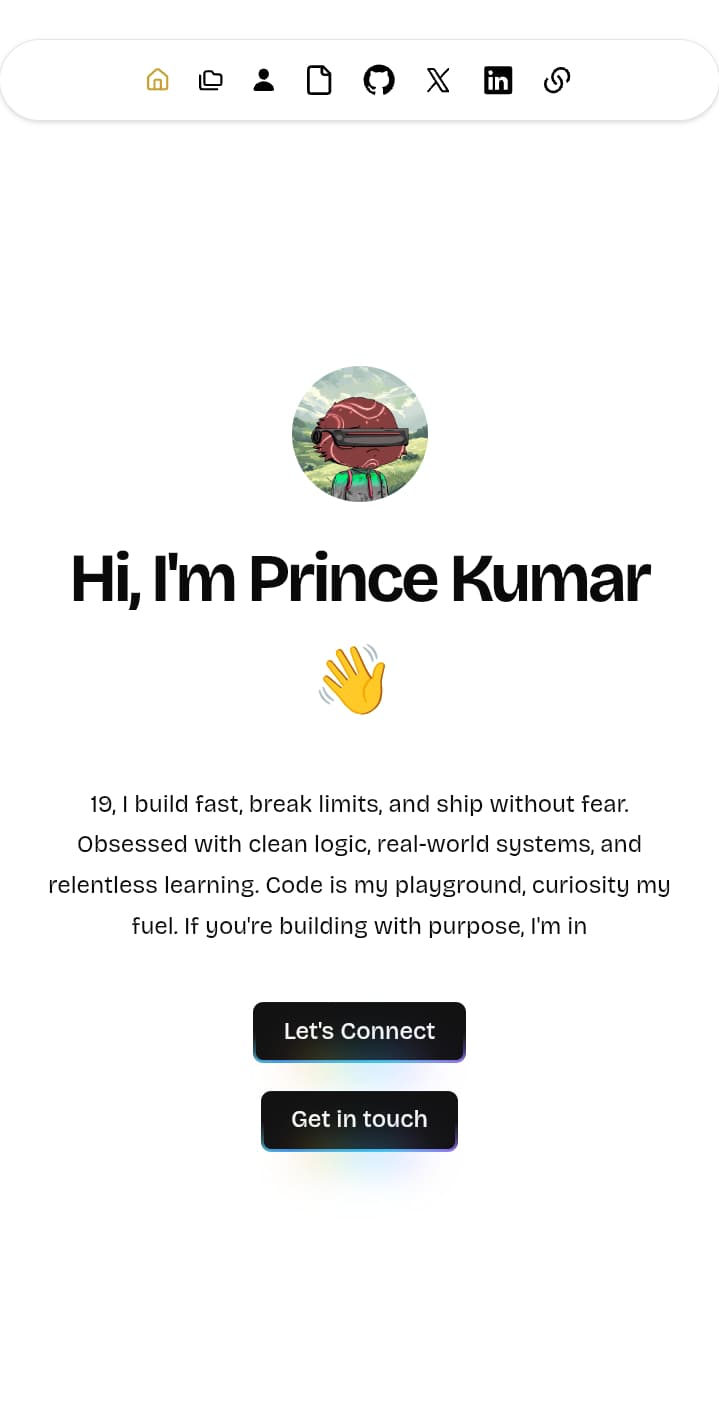 Hi, I'm Prince Kumar
👋
19, I build fast, break limits, and ship without fear.
Obsessed with clean logic, real-world systems, and
relentless learning. Code is my playground, curiosity my
fuel. If you're building with purpose, I'm in
Let's Connect
Get in touch